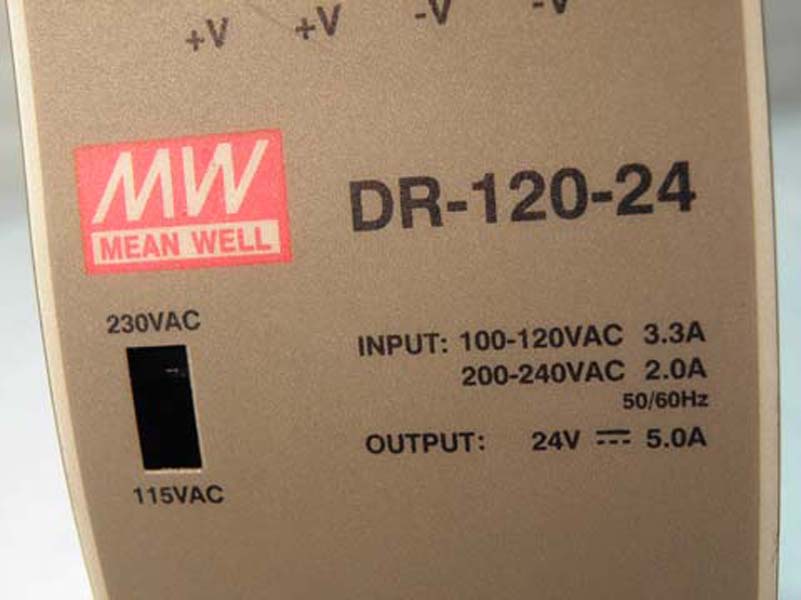 +V +V -V -V
MW
MEAN WELL
DR-120-24
230VAC
115VAC
INPUT: 100-120VAC 3.3A
200-240VAC 2.0A
50/60Hz
OUTPUT: 24V ⎓ 5.0A